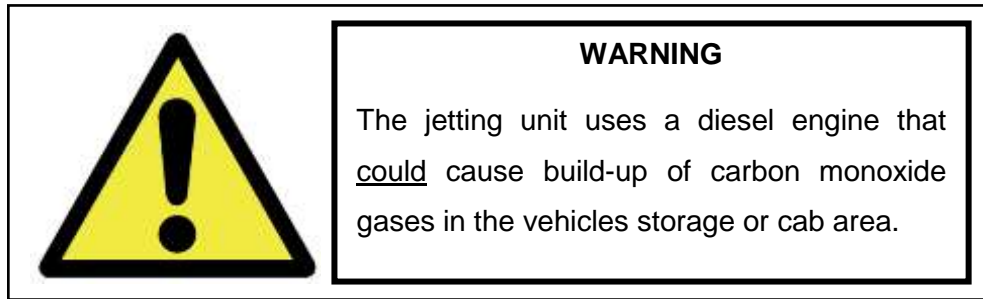 WARNING
The jetting unit uses a diesel engine that
could cause build-up of carbon monoxide
gases in the vehicles storage or cab area.